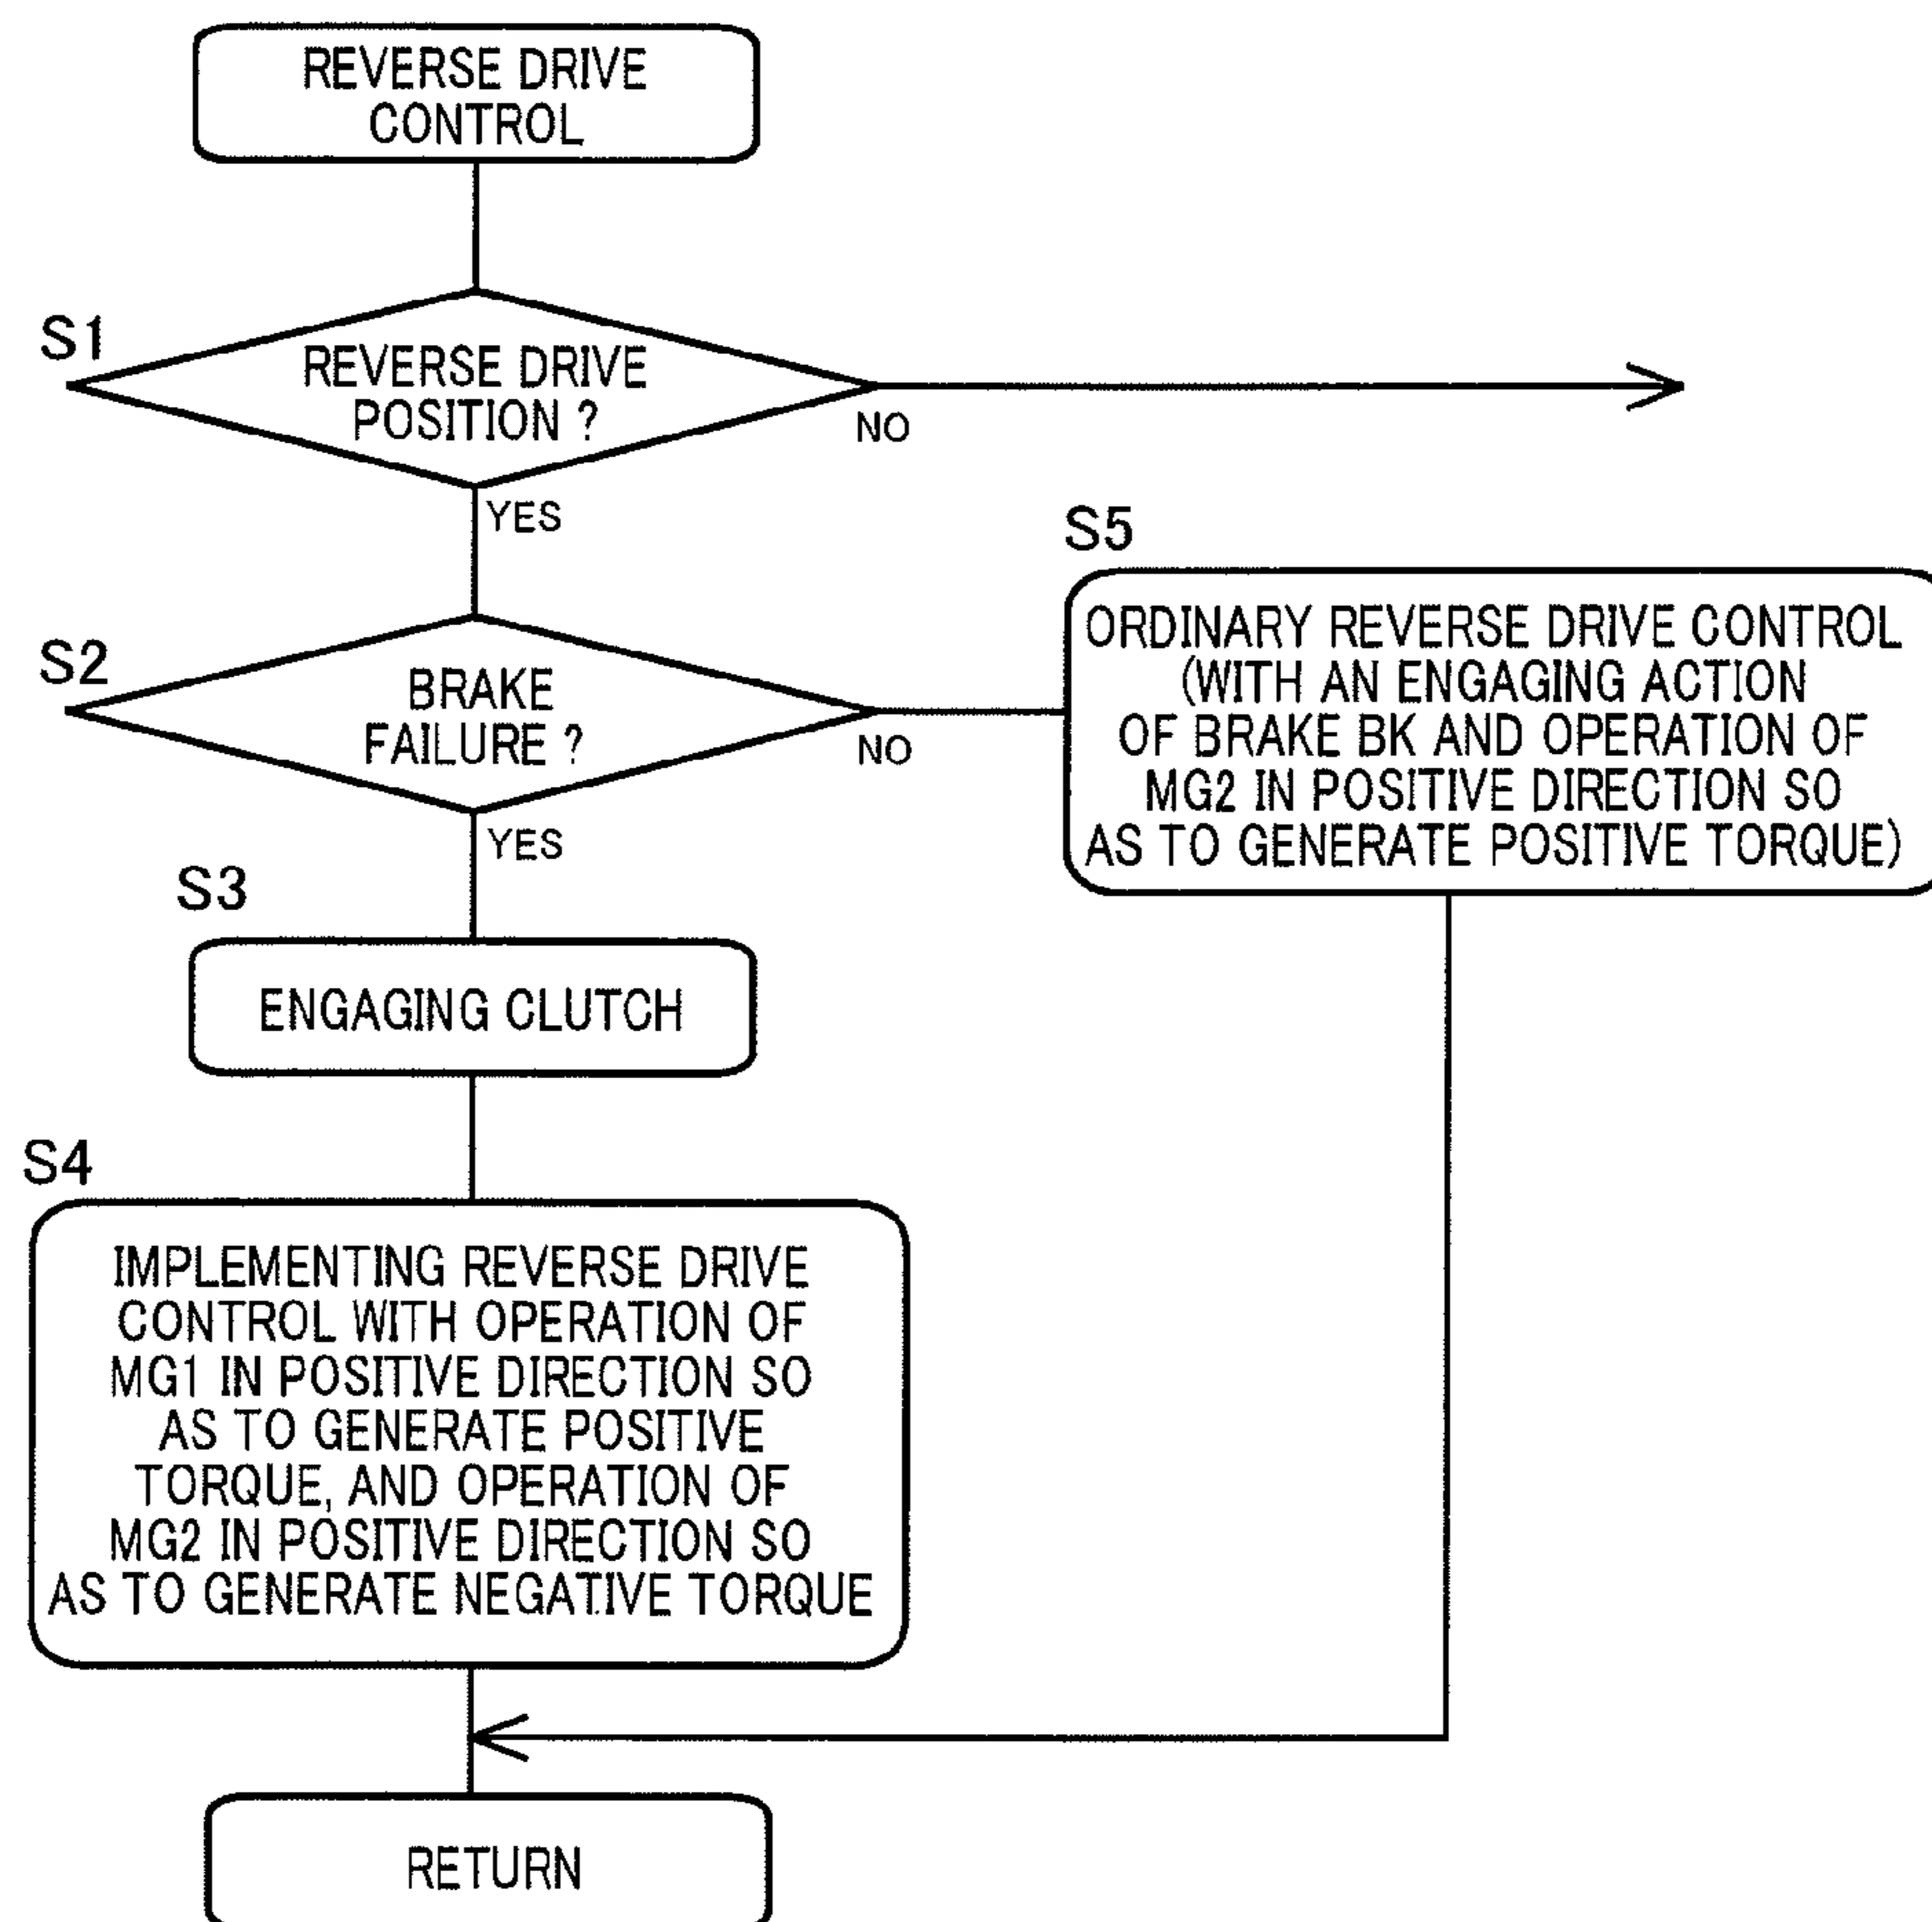 REVERSE DRIVE
CONTROL
S1
REVERSE DRIVE
POSITION ?
NO
YES
S2
BRAKE
FAILURE ?
NO
YES
S5
ORDINARY REVERSE DRIVE CONTROL
(WITH AN ENGAGING ACTION
OF BRAKE BK AND OPERATION OF
MG2 IN POSITIVE DIRECTION SO
AS TO GENERATE POSITIVE TORQUE)
S3
ENGAGING CLUTCH
S4
IMPLEMENTING REVERSE DRIVE
CONTROL WITH OPERATION OF
MG1 IN POSITIVE DIRECTION SO
AS TO GENERATE POSITIVE
TORQUE, AND OPERATION OF
MG2 IN POSITIVE DIRECTION SO
AS TO GENERATE NEGATIVE TORQUE
RETURN